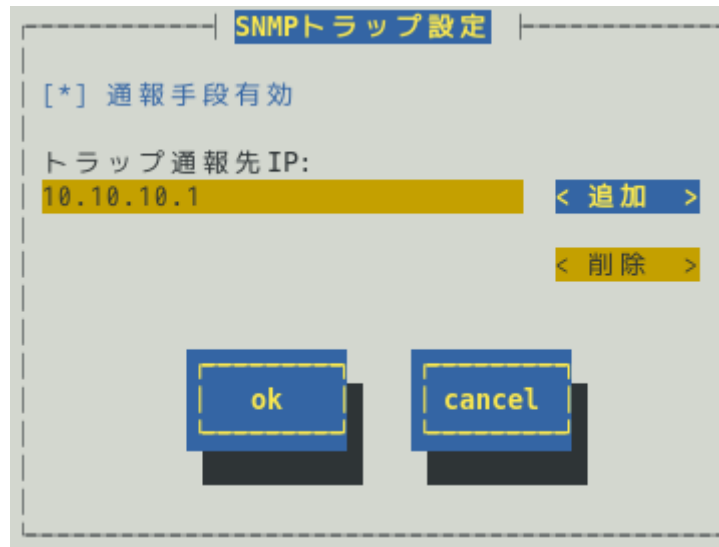 SNMPトラップ設定
[*] 通報手段有効
トラップ通報先IP:
10.10.10.1
< 追加 >
< 削除 >
ok
cancel